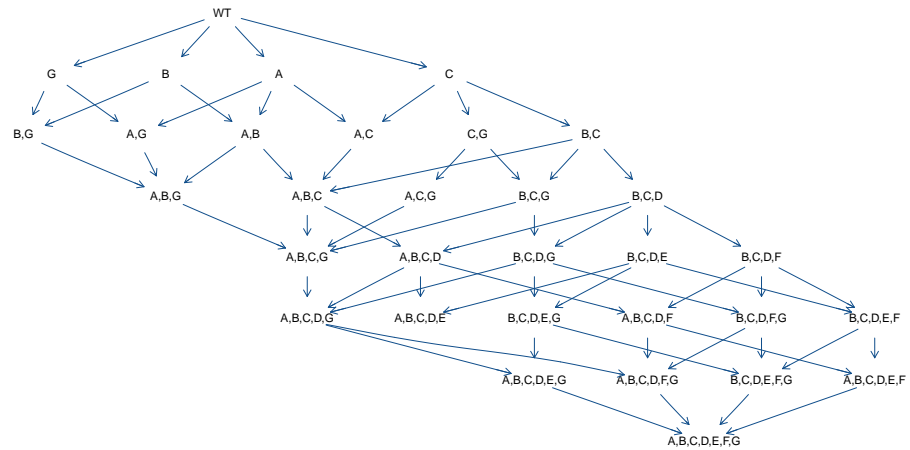 WT
G B A C
B,G A,G A,B A,C C,G B,C
A,B,G A,B,C A,C,G B,C,G B,C,D
A,B,C,G A,B,C,D B,C,D,G B,C,D,E B,C,D,F
A,B,C,D,G A,B,C,D,E B,C,D,E,G A,B,C,D,F B,C,D,F,G B,C,D,E,F
A,B,C,D,E,G A,B,C,D,F,G B,C,D,E,F,G A,B,C,D,E,F
A,B,C,D,E,F,G